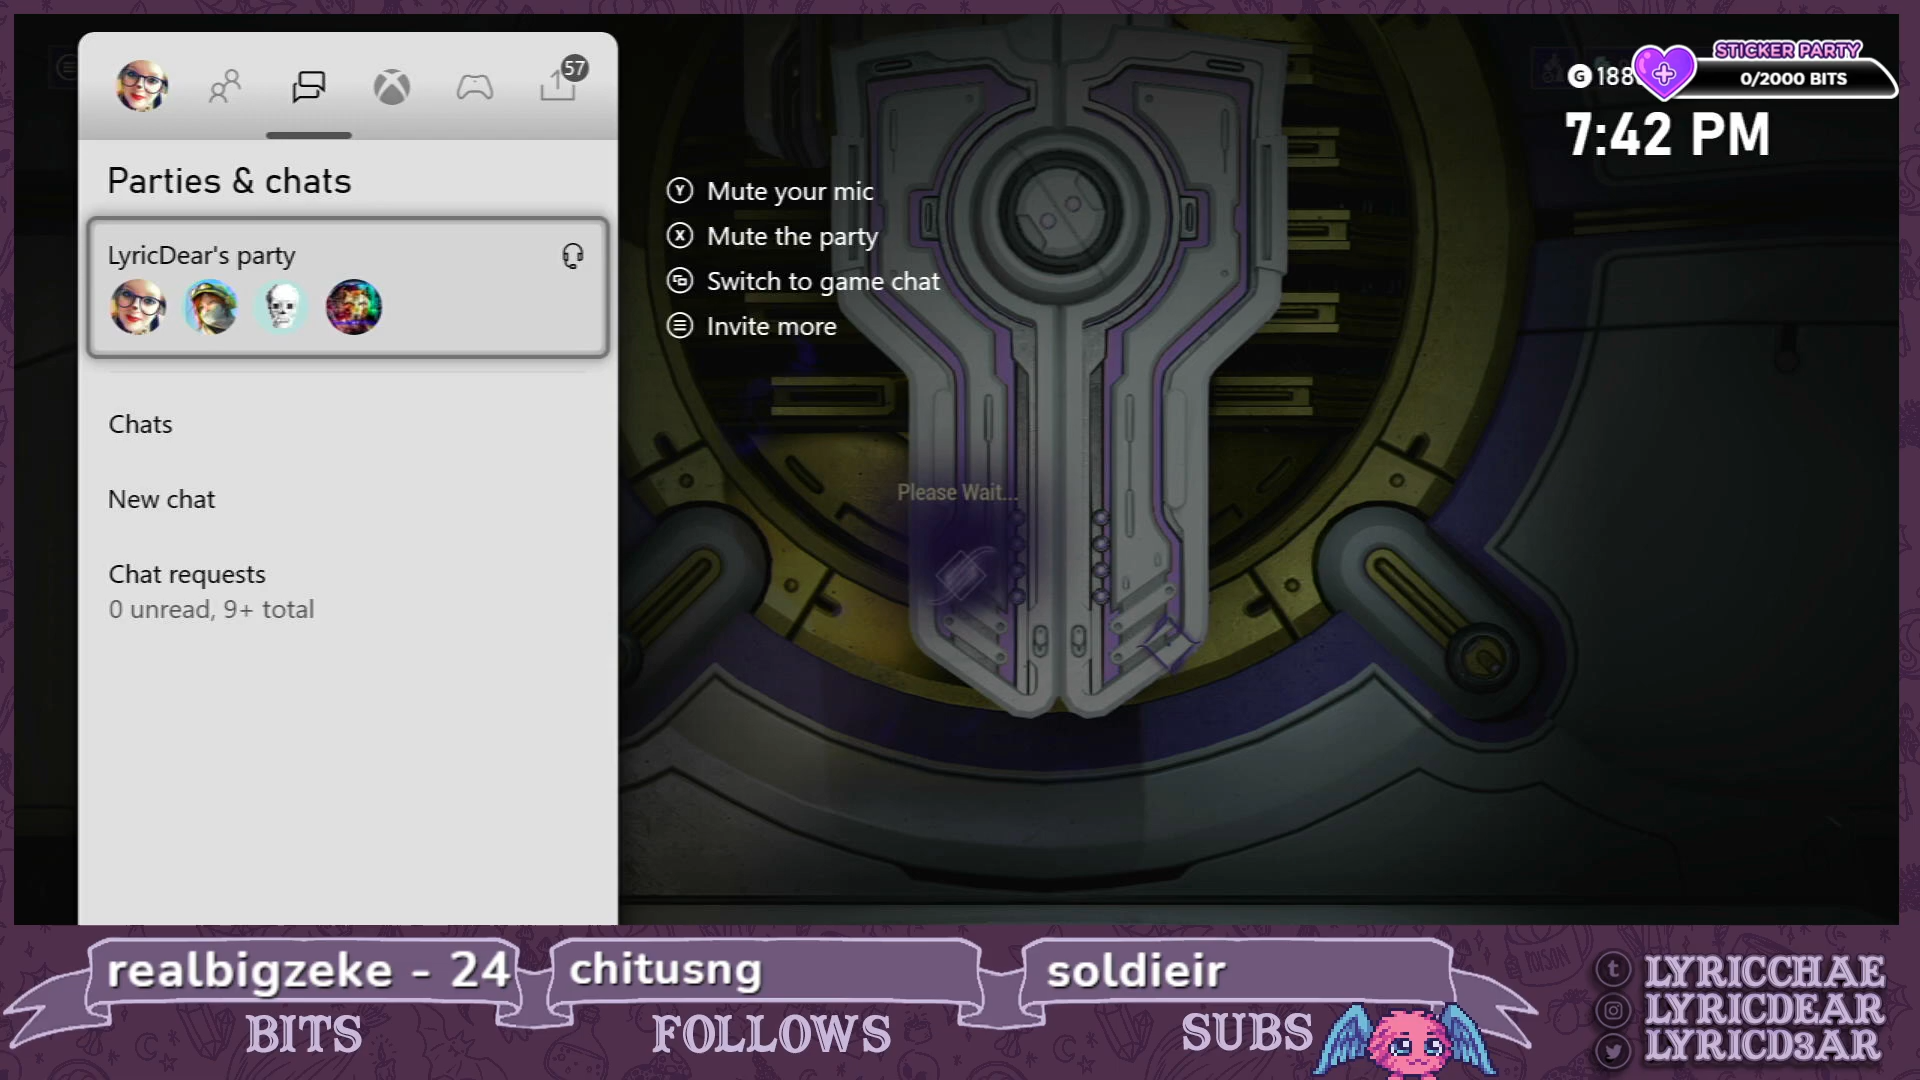 57
Parties & chats
LyricDear's party
Chats
New chat
Chat requests
0 unread, 9+ total
Y Mute your mic
X Mute the party
Switch to game chat
Invite more
Please Wait...
G 188
STICKER PARTY
0/2000 BITS
7:42 PM
realbigzeke - 24
BITS
chitusng
FOLLOWS
soldieir
SUBS
LYRICCHAE
LYRICDEAR
LYRICD3AR